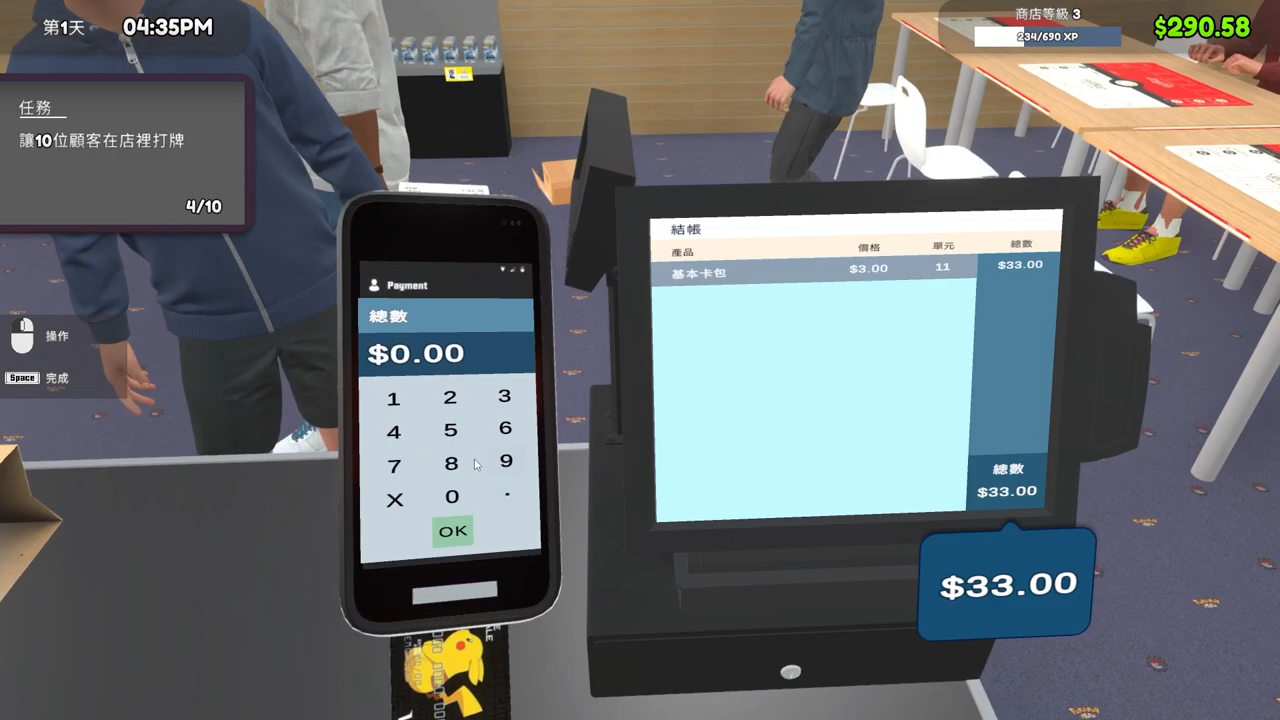 第1天
04:35PM
商店等級 3
234/690 XP
$290.58
任務
讓10位顧客在店裡打牌
4/10
操作
Space 完成
Payment
總數
$0.00
1 2 3
4 5 6
7 8 9
X 0 .
OK
結帳
產品 價格 單元 總數
基本卡包 $3.00 11 $33.00
總數
$33.00
$33.00